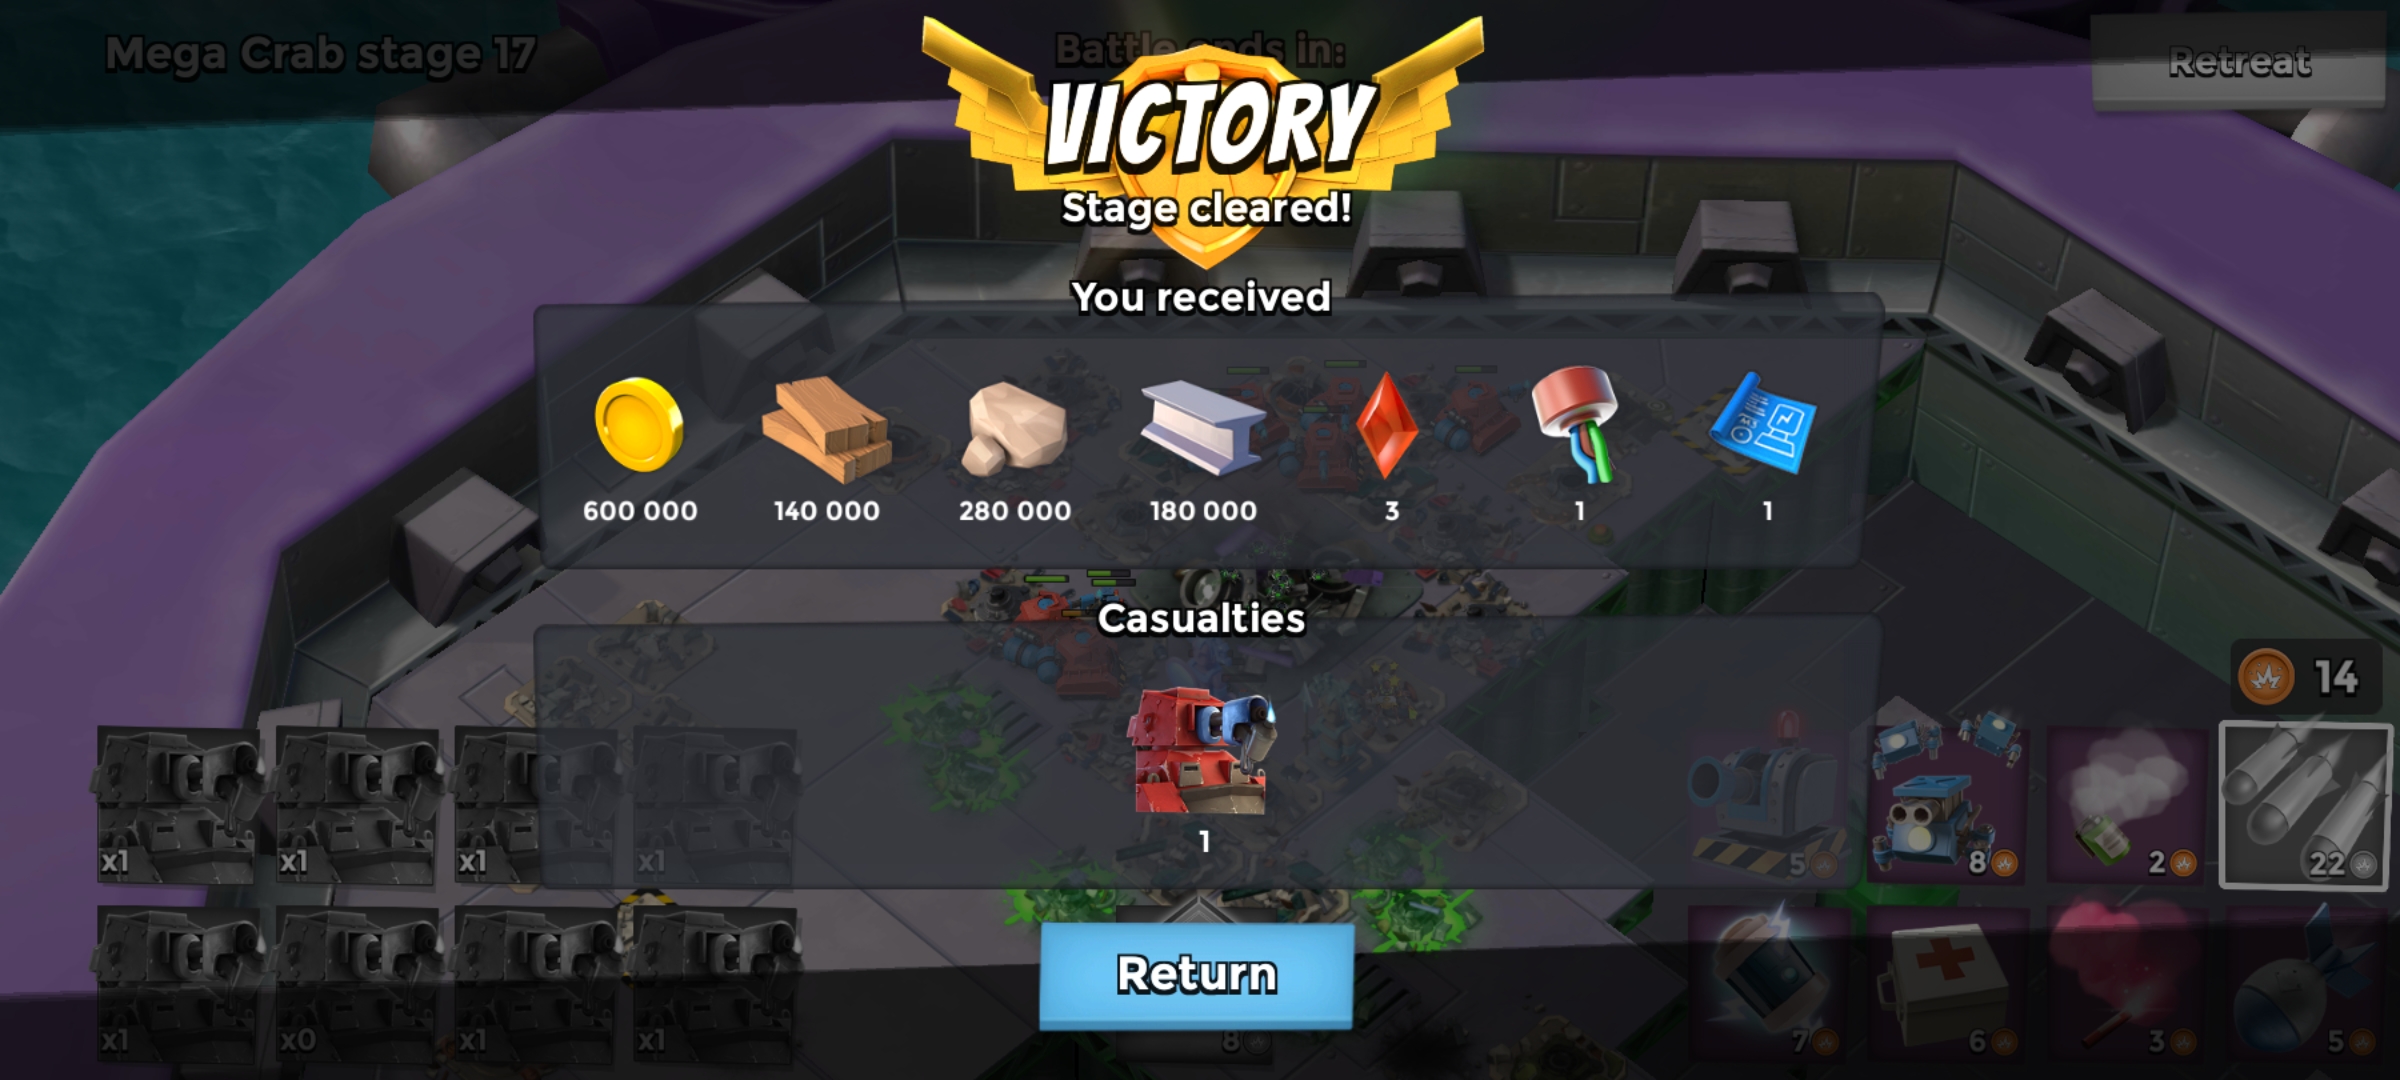 Mega Crab stage 17
Battle ends in:
Retreat
VICTORY
Stage cleared!
You received
600 000
140 000
280 000
180 000
3
1
1
Casualties
1
14
x1
x1
x1
x1
5
8
2
22
x1
x0
x1
x1
8
7
6
3
5
Return